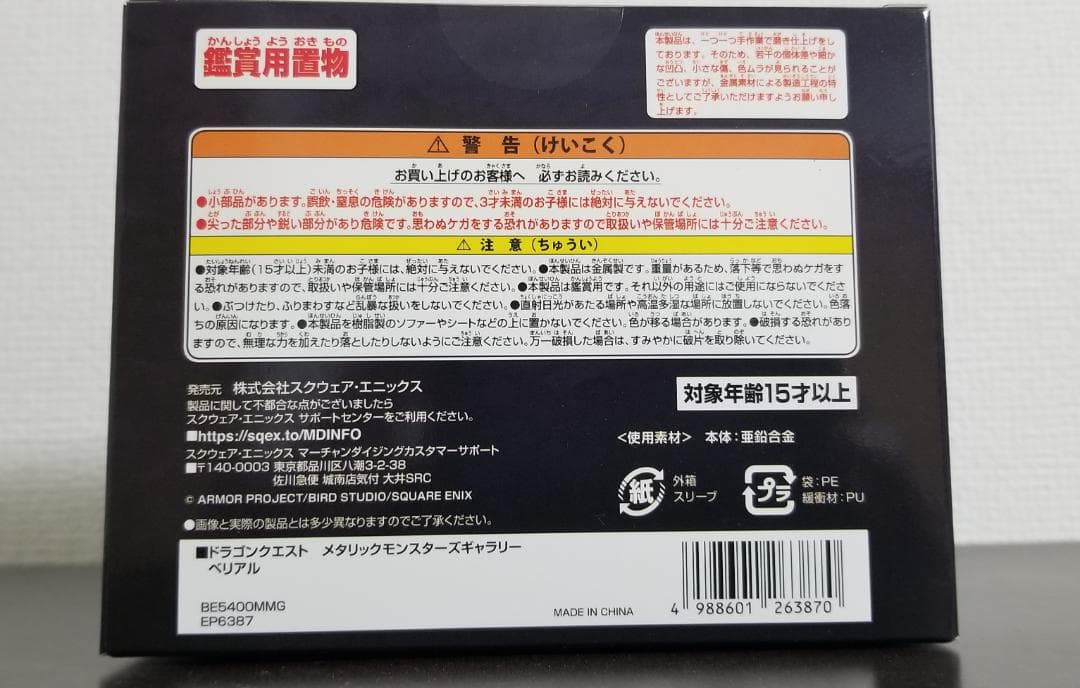 かんしょう よう おき もの
鑑賞用置物
本製品は、一つ一つ手作業で磨き仕上げをし
ております。そのため、若干の個体差や細か
な凹凸、小さな傷、色ムラが見られることが
ございますが、金属素材による製造工程の特
性としてご了承いただけますようお願い申し
上げます。
⚠ 警 告（けいこく）
お買い上げのお客様へ 必ずお読みください。
●小部品があります。誤飲・窒息の危険がありますので、3才未満のお子様には絶対に与えないでください。
●尖った部分や鋭い部分があり危険です。思わぬケガをする恐れがありますので取扱いや保管場所には十分ご注意ください。
⚠ 注 意（ちゅうい）
●対象年齢（15才以上）未満のお子様には、絶対に与えないでください。●本製品は金属製です。重量があるため、落下等で思わぬケガをす
る恐れがありますので、取扱いや保管場所には十分ご注意ください。●本製品は鑑賞用です。それ以外の用途にはご使用にならないでくださ
い。●ぶつけたり、ふりまわすなど乱暴な扱いをしないでください。●直射日光があたる場所や高温多湿な場所に放置しないでください。色落
ちの原因になります。●本製品を樹脂製のソファーやシートなどの上に置かないでください。色が移る場合があります。●破損する恐れがあり
ますので、無理な力を加えたり落としたりしないようにご注意ください。万一破損した場合は、すみやかに破片を取り除いてください。
発売元 株式会社スクウェア・エニックス
製品に関して不都合な点がございましたら
スクウェア・エニックス サポートセンターをご利用ください。
■https://sqex.to/MDINFO
スクウェア・エニックス マーチャンダイジングカスタマーサポート
■〒140-0003 東京都品川区八潮3-2-38
佐川急便 城南店気付 大井SRC
© ARMOR PROJECT/BIRD STUDIO/SQUARE ENIX
●画像と実際の製品とは多少異なりますのでご了承ください。
対象年齢15才以上
<使用素材> 本体：亜鉛合金
紙
外箱
スリーブ
プラ
袋：PE
緩衝材：PU
■ドラゴンクエスト メタリックモンスターズギャラリー
ベリアル
BE5400MMG
EP6387
MADE IN CHINA
4 988601 263870